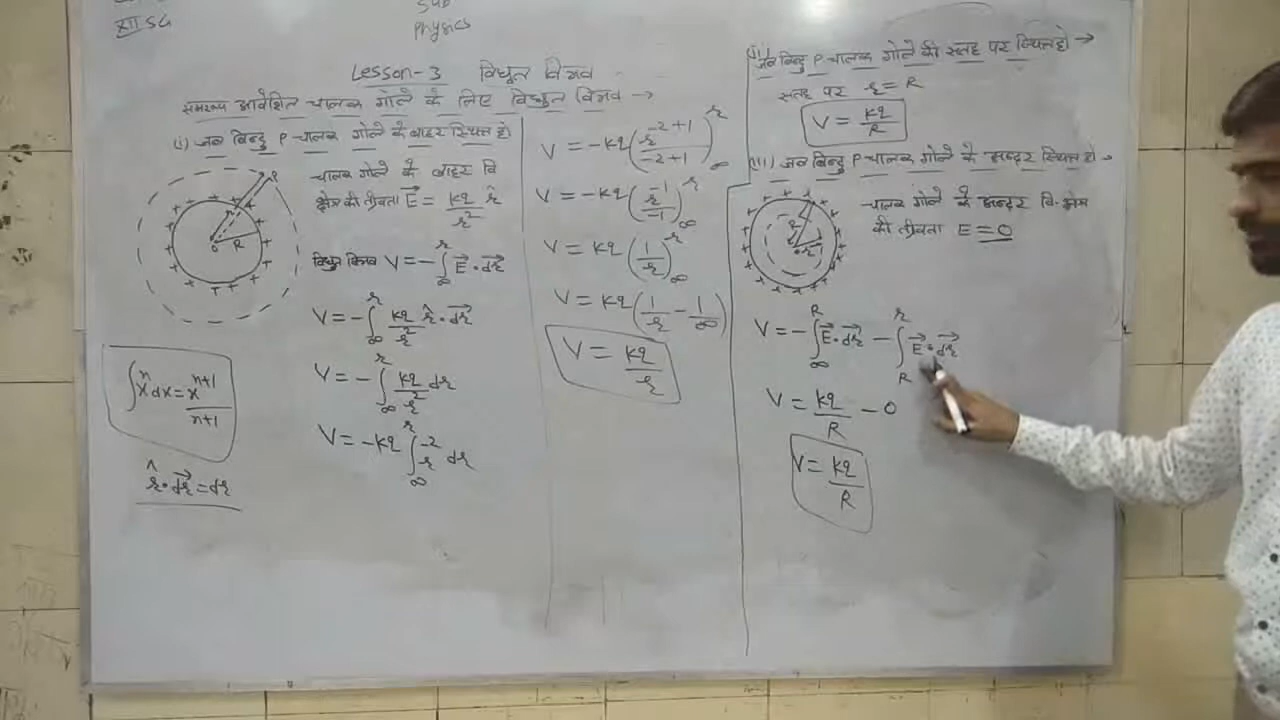 XII SG
Sub
Physics
Lesson-3 विधुत विभव
समरूप आवेशित चालक गोले के लिए विधुत विभव →
(i) जब बिन्दु P चालक गोले के बाहर स्थित हो
चालक गोले के बाहर वि
क्षेत्र की तीव्रता E⃗ = kq/r² r̂
विधुत विभव V = -∫_∞^r E⃗·dr⃗
V = -∫_∞^r kq/r² r̂·dr⃗
V = -∫_∞^r kq/r² dr
V = -kq ∫_∞^r r^-2 dr
P
R
o
+ + + + + + + + + + + + +
∫xⁿdx = x^(n+1)/(n+1)
r̂·dr⃗ = dr
V = -kq (r^(-2+1)/(-2+1))_∞^r
V = -kq (r^-1/-1)_∞^r
V = kq (1/r)_∞^r
V = kq (1/r - 1/∞)
V = kq/r
(ii) जब बिन्दु P चालक गोले की सतह पर स्थित हो →
सतह पर r = R
V = kq/R
(iii) जब बिन्दु P चालक गोले के अन्दर स्थित हो -
चालक गोले के अन्दर वि. क्षेत्र
की तीव्रता E = 0
V = -∫_∞^R E⃗·dr⃗ - ∫_R^r E⃗·dr⃗
V = kq/R - 0
V = kq/R